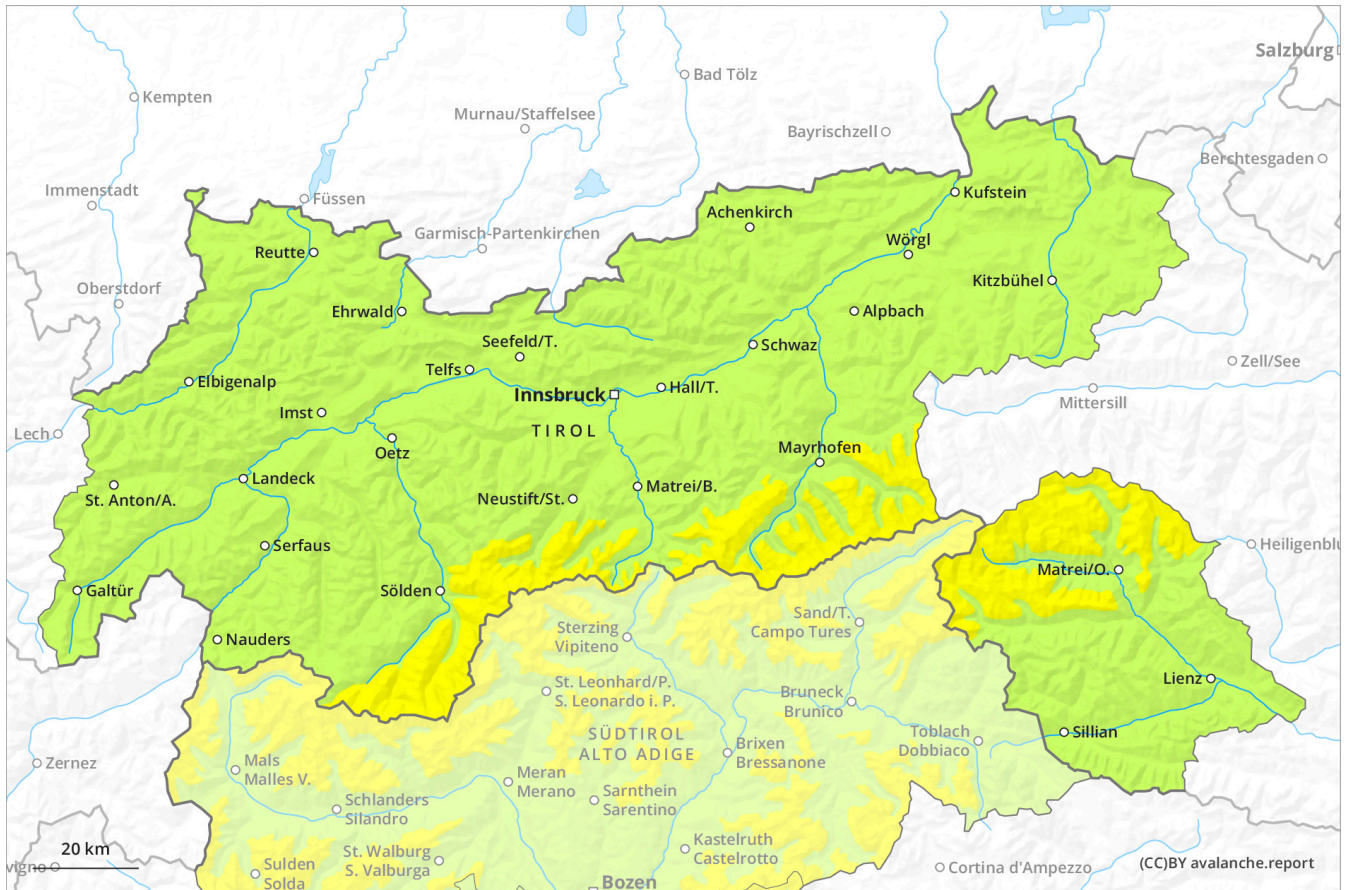 Salzburg
Bad Tölz
Kempten
Murnau/Staffelsee
Bayrischzell
Berchtesgaden
Immenstadt
Füssen
Kufstein
Achenkirch
Garmisch-Partenkirchen
Wörgl
Reutte
Kitzbühel
Oberstdorf
Ehrwald
Alpbach
Seefeld/T.
Schwaz
Zell/See
Telfs
Elbigenalp
Hall/T.
Innsbruck
Mittersill
Imst
TIROL
Lech
Oetz
Mayrhofen
Landeck
Matrei/B.
St. Anton/A.
Neustift/St.
Serfaus
Heiligenblu
Matrei/O.
Galtür
Sölden
Sand/T.
Campo Tures
Sterzing
Vipiteno
Nauders
Lienz
St. Leonhard/P.
S. Leonardo i. P.
Bruneck
Brunico
Sillian
SÜDTIROL
ALTO ADIGE
Toblach
Dobbiaco
Brixen
Bressanone
Zernez
Mals
Malles V.
Meran
Merano
Sarnthein
Sarentino
Schlanders
Silandro
Kastelruth
Castelrotto
20 km
St. Walburg
S. Valburga
vigno
Sulden
Solda
Cortina d'Ampezzo
(CC)BY avalanche.report
Bozen